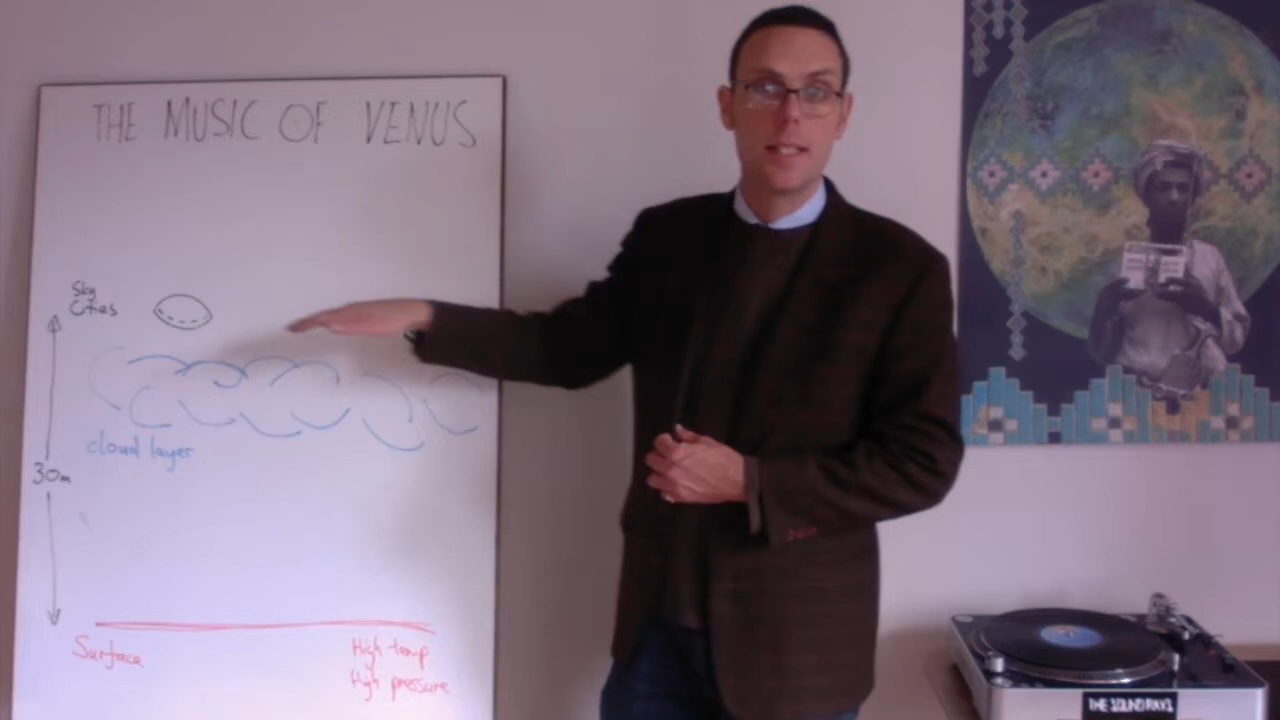 THE MUSIC OF VENUS
Sky
Cities
cloud layer
30m
Surface
High temp
High pressure